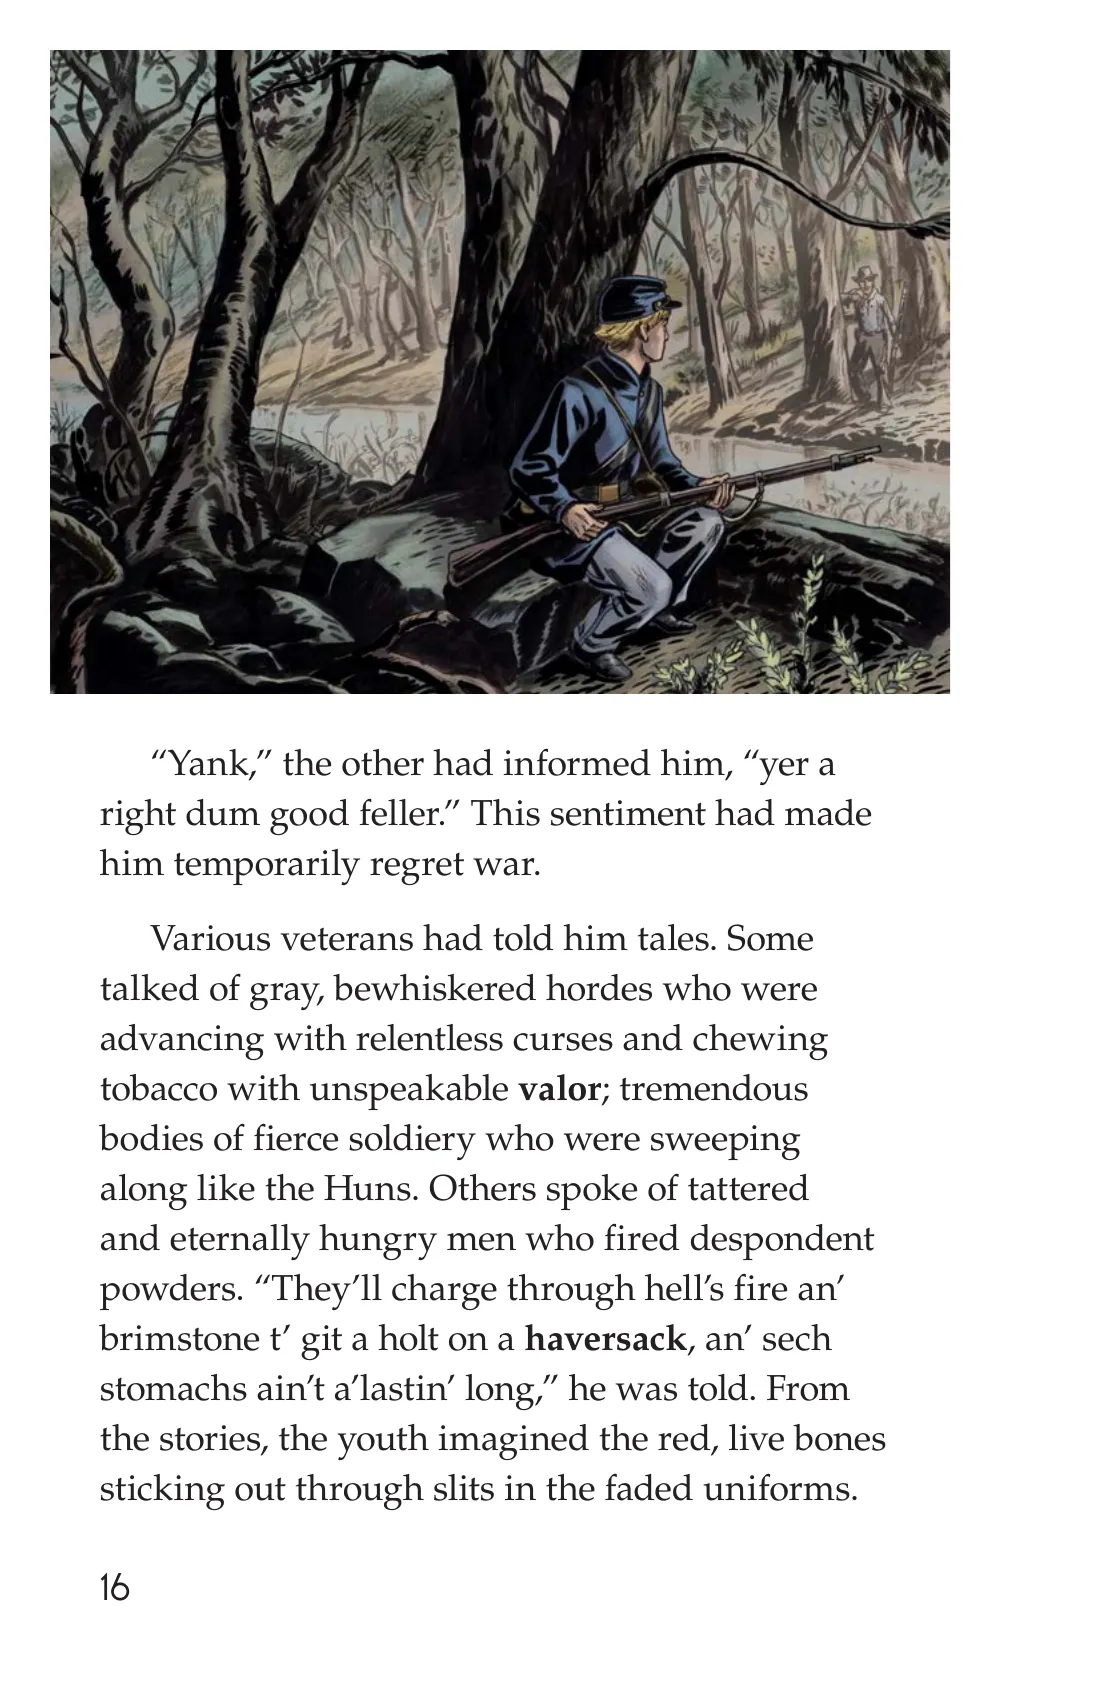 “Yank,” the other had informed him, “yer a
right dum good feller.” This sentiment had made
him temporarily regret war.
Various veterans had told him tales. Some
talked of gray, bewhiskered hordes who were
advancing with relentless curses and chewing
tobacco with unspeakable valor; tremendous
bodies of fierce soldiery who were sweeping
along like the Huns. Others spoke of tattered
and eternally hungry men who fired despondent
powders. “They’ll charge through hell’s fire an’
brimstone t’ git a holt on a haversack, an’ sech
stomachs ain’t a’lastin’ long,” he was told. From
the stories, the youth imagined the red, live bones
sticking out through slits in the faded uniforms.
16